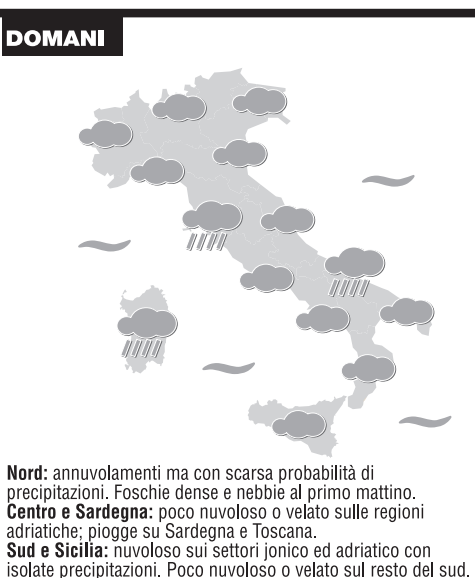 DOMANI
Nord: annuvolamenti ma con scarsa probabilità di
precipitazioni. Foschie dense e nebbie al primo mattino.
Centro e Sardegna: poco nuvoloso o velato sulle regioni
adriatiche; piogge su Sardegna e Toscana.
Sud e Sicilia: nuvoloso sui settori jonico ed adriatico con
isolate precipitazioni. Poco nuvoloso o velato sul resto del sud.